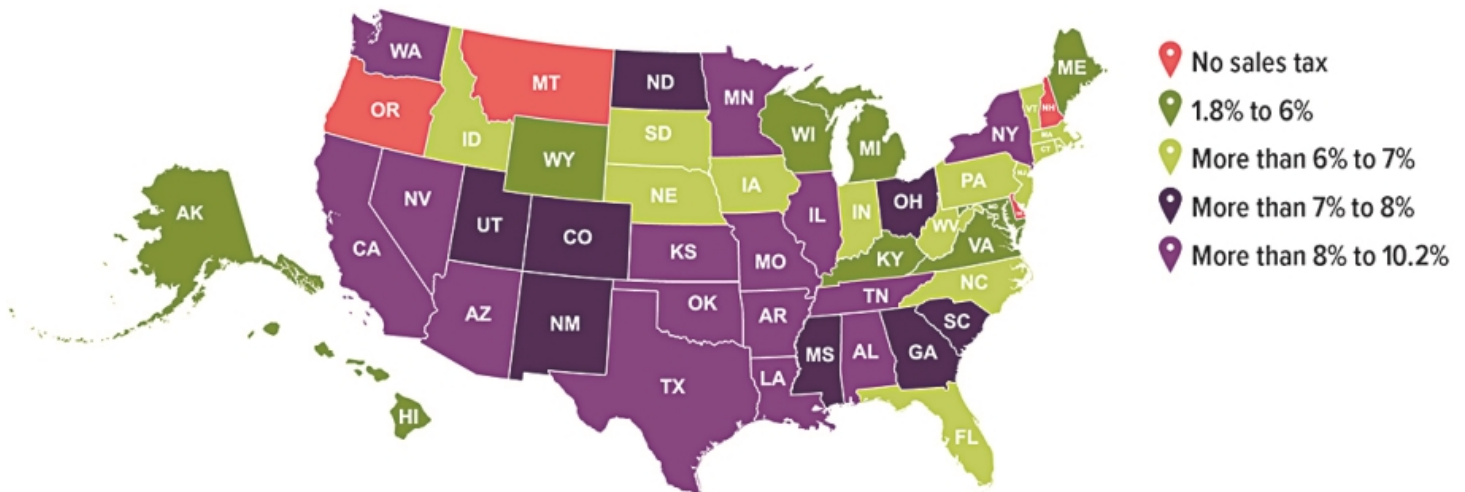 WA
MT
ND
MN
ME
OR
ID
SD
WI
MI
VT
NH
NY
WY
MA
CT
AK
NV
NE
IA
PA
NJ
UT
CO
IL
IN
OH
CA
KS
MO
WV
VA
KY
AZ
NM
OK
AR
TN
NC
SC
TX
LA
MS
AL
GA
HI
FL
No sales tax
1.8% to 6%
More than 6% to 7%
More than 7% to 8%
More than 8% to 10.2%